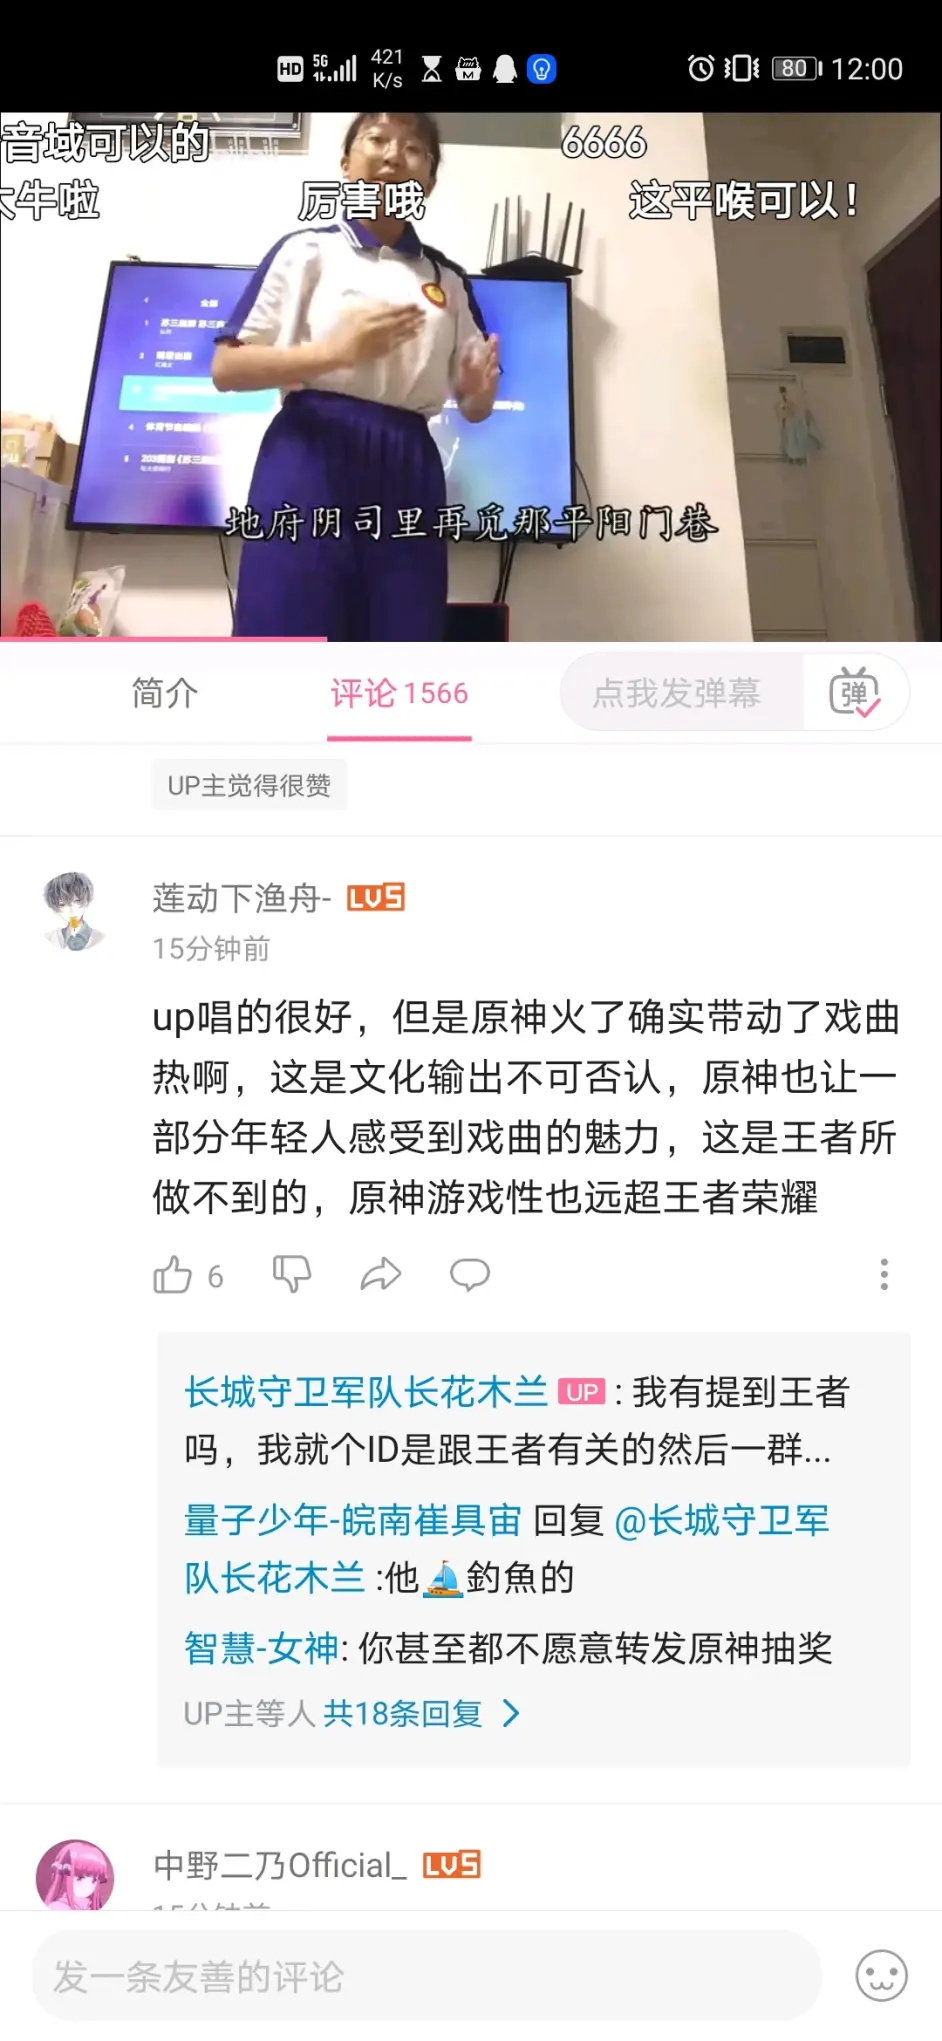 HD 5G 421 K/s 80 12:00
音域可以的 6666
大牛啦 厉害哦 这平喉可以！
全部
地府阴司里再觅那平阳门巷
简介 评论 1566 点我发弹幕 弹
UP主觉得很赞
莲动下渔舟- LV5
15分钟前
up唱的很好，但是原神火了确实带动了戏曲
热啊，这是文化输出不可否认，原神也让一
部分年轻人感受到戏曲的魅力，这是王者所
做不到的，原神游戏性也远超王者荣耀
6
长城守卫军队长花木兰 UP : 我有提到王者
吗，我就个ID是跟王者有关的然后一群...
量子少年-皖南崔具宙 回复 @长城守卫军
队长花木兰 :他⛵釣魚的
智慧-女神: 你甚至都不愿意转发原神抽奖
UP主等人 共18条回复 >
中野二乃Official_ LV5
15分钟前
发一条友善的评论